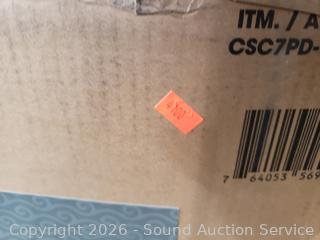 ITM. / A
CSC7PD-
7 64053 569
Copyright 2026 - Sound Auction Service